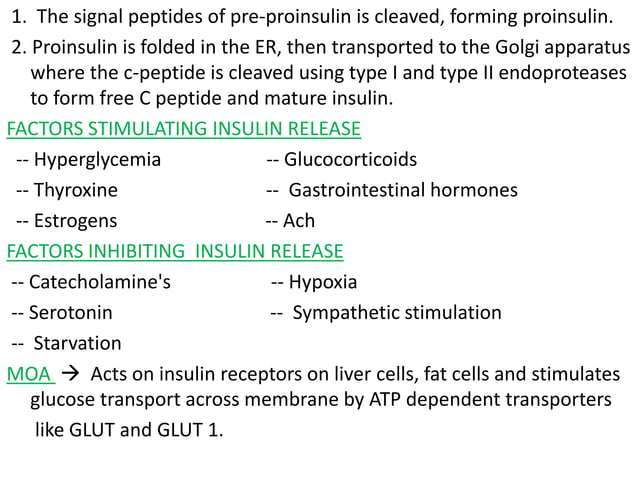 1. The signal peptides of pre-proinsulin is cleaved, forming proinsulin.
2. Proinsulin is folded in the ER, then transported to the Golgi apparatus
where the c-peptide is cleaved using type I and type II endoproteases
to form free C peptide and mature insulin.
FACTORS STIMULATING INSULIN RELEASE
-- Hyperglycemia -- Glucocorticoids
-- Thyroxine -- Gastrointestinal hormones
-- Estrogens -- Ach
FACTORS INHIBITING INSULIN RELEASE
-- Catecholamine's -- Hypoxia
-- Serotonin -- Sympathetic stimulation
-- Starvation
MOA → Acts on insulin receptors on liver cells, fat cells and stimulates
glucose transport across membrane by ATP dependent transporters
like GLUT and GLUT 1.